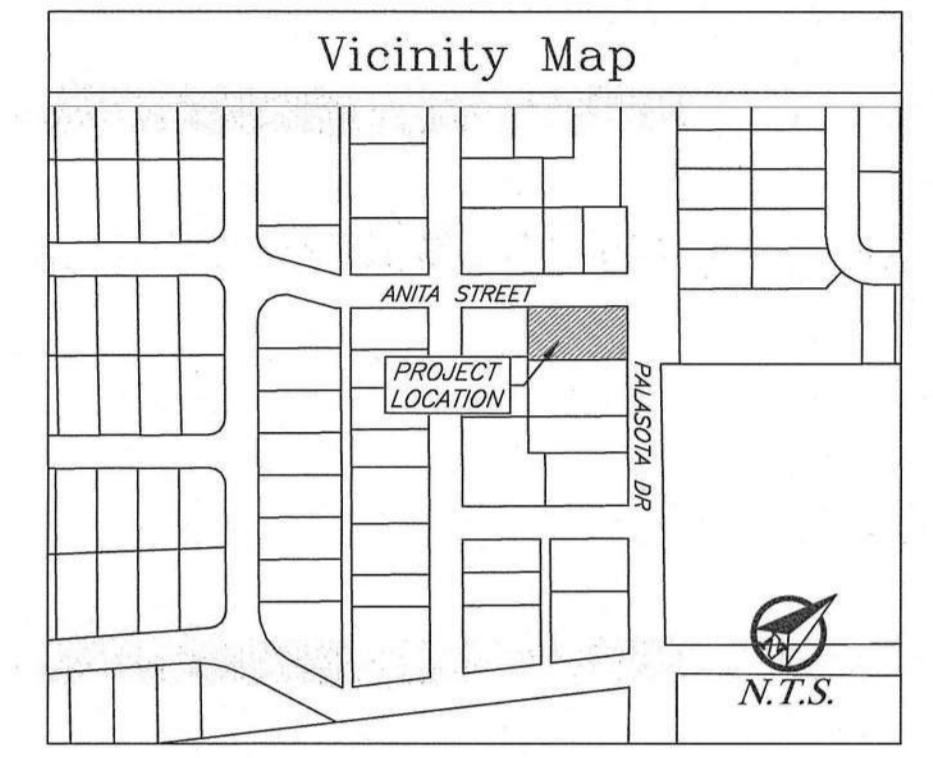 Vicinity Map
ANITA STREET
PROJECT
LOCATION
PALASOTA DR
N.T.S.